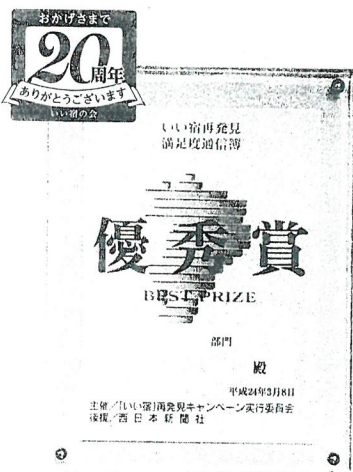 おかげさまで
20周年
ありがとうございます
いい宿の会
いい宿再発見
満足度通信簿
優秀賞
BEST PRIZE
部門
殿
平成24年3月8日
主催／「いい宿」再発見キャンペーン実行委員会
後援／西日本新聞社